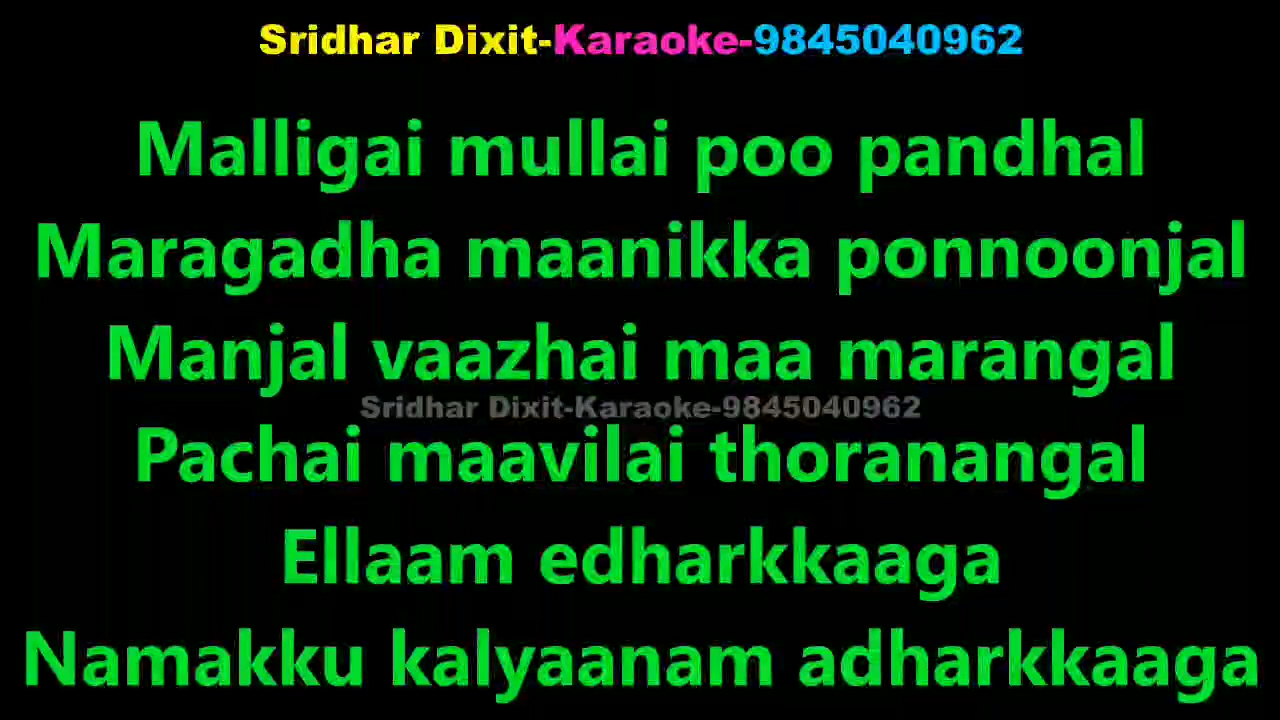 Sridhar Dixit-Karaoke-9845040962
Malligai mullai poo pandhal
Maragadha maanikka ponnoonjal
Manjal vaazhai maa marangal
Sridhar Dixit-Karaoke-9845040962
Pachai maavilai thoranangal
Ellaam edharkkaaga
Namakku kalyaanam adharkkaaga